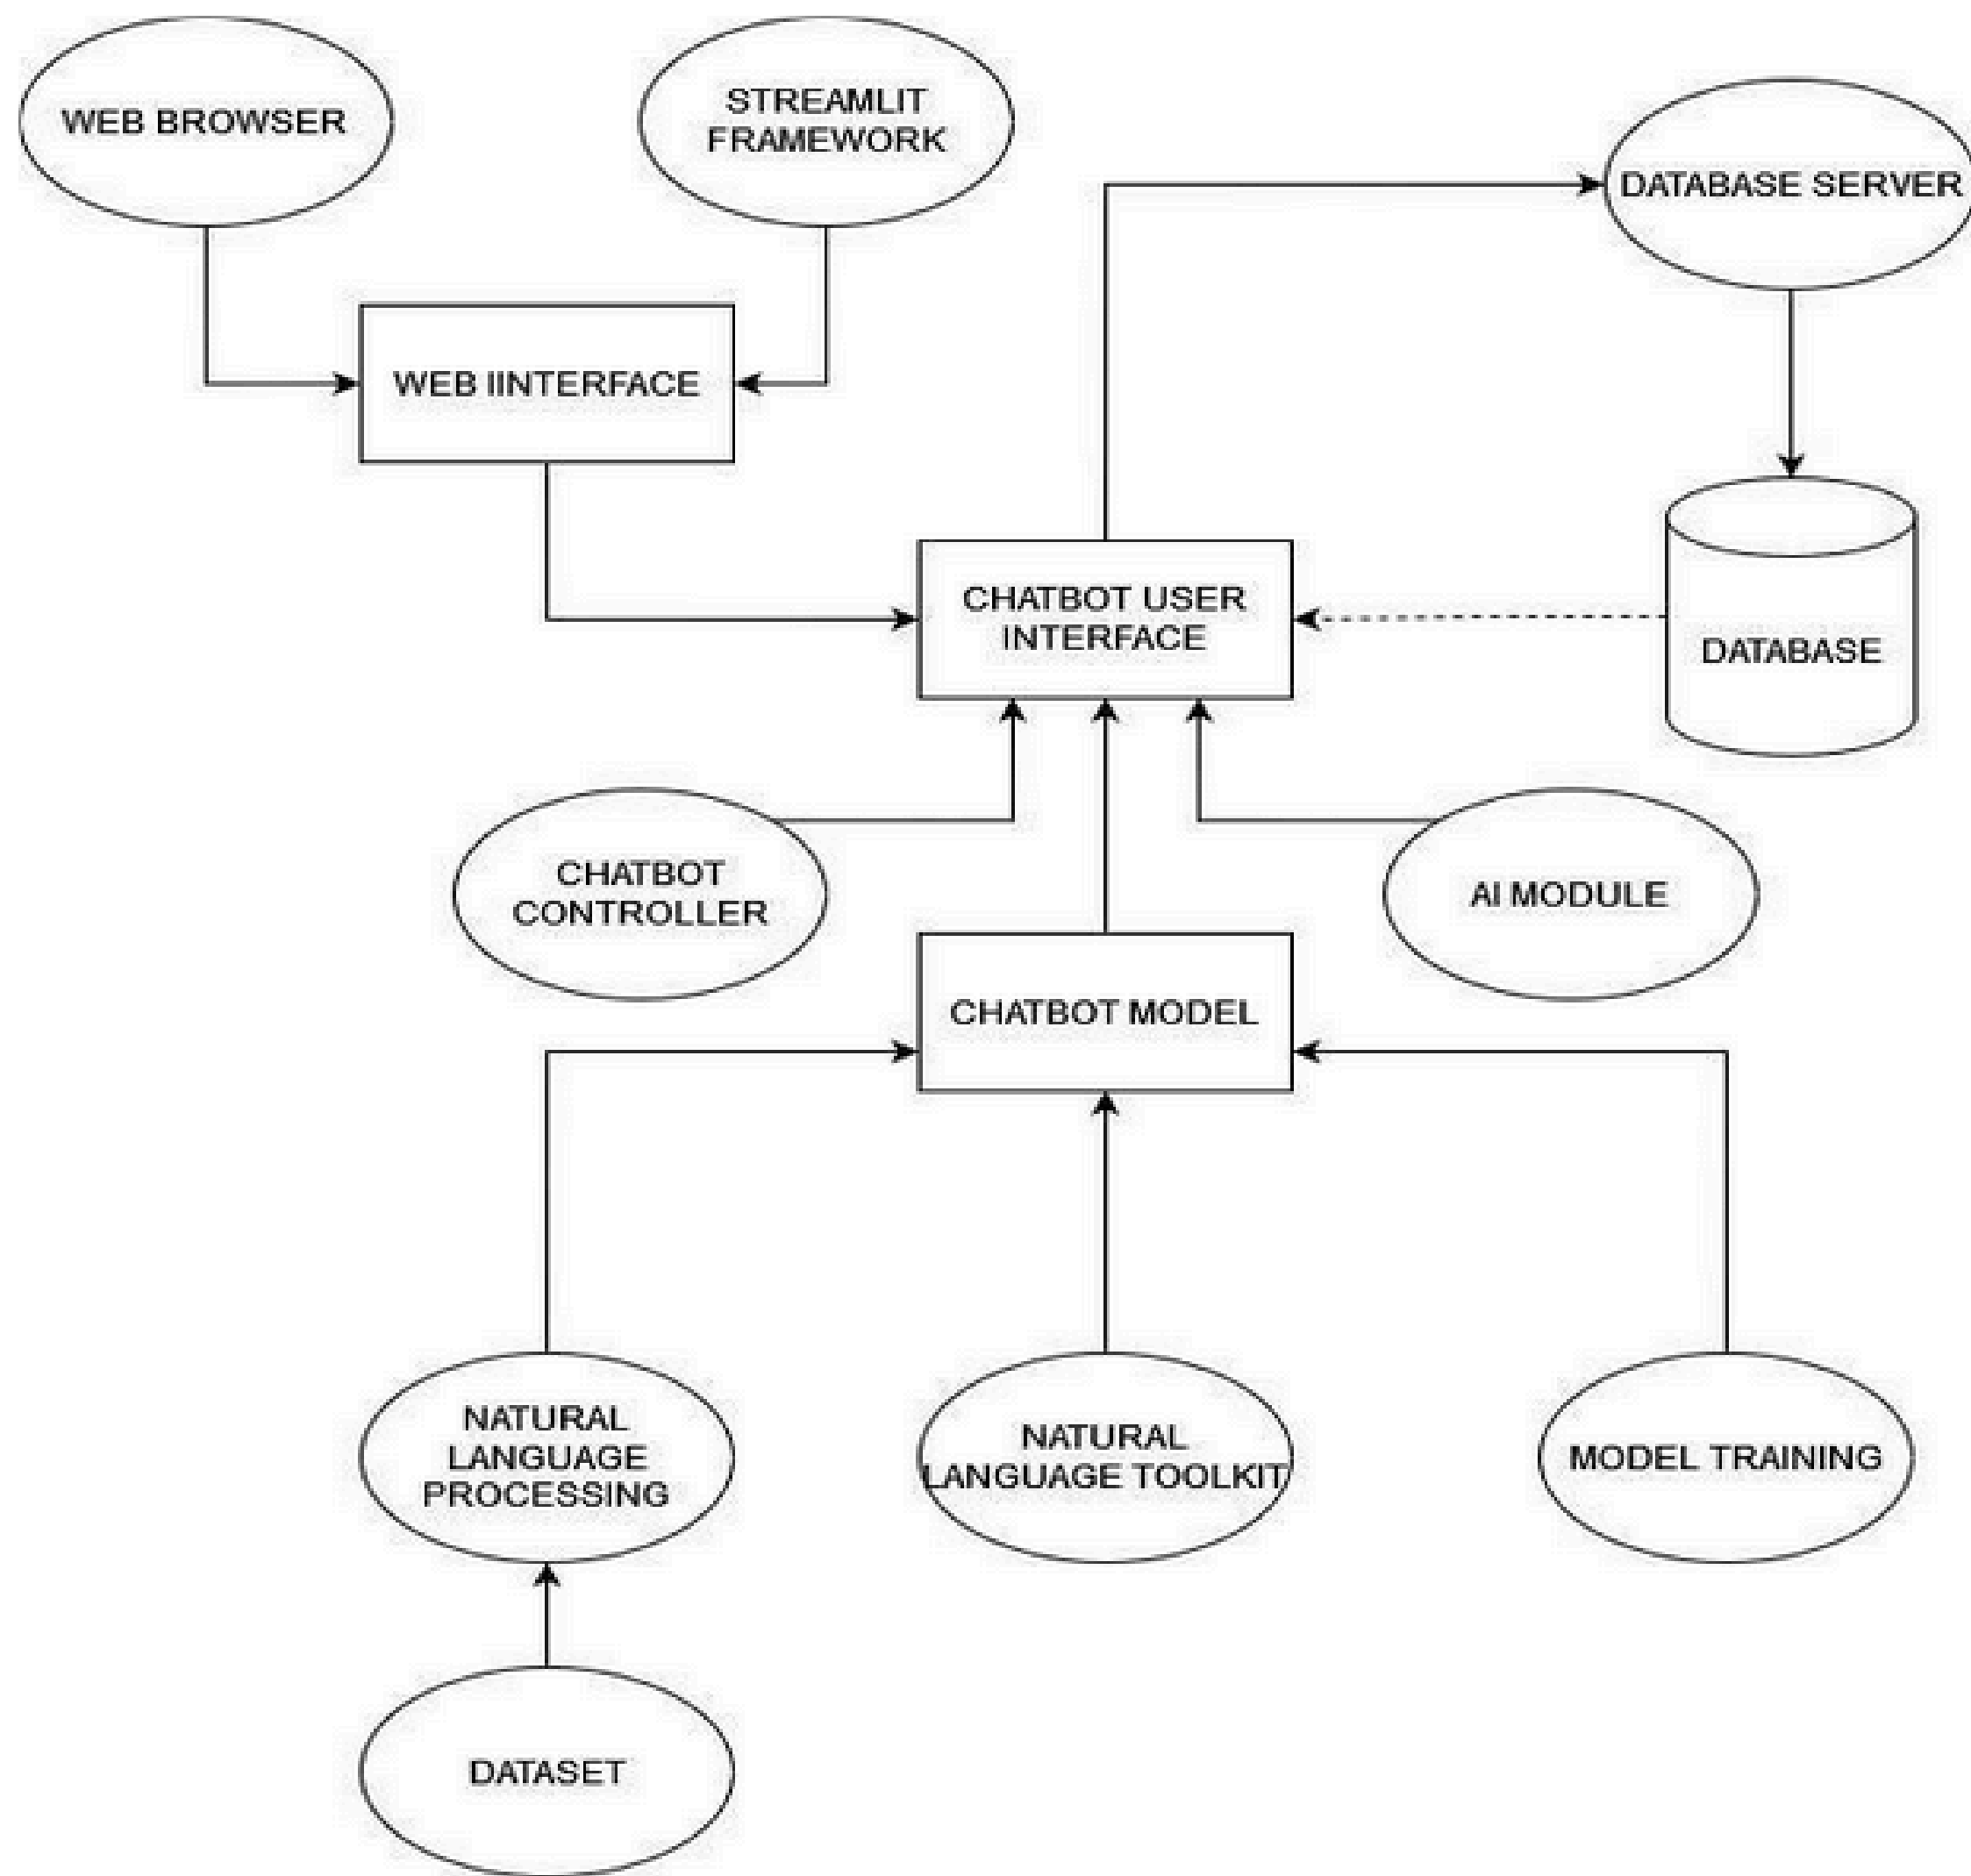 WEB BROWSER
STREAMLIT
FRAMEWORK
DATABASE SERVER
WEB IINTERFACE
CHATBOT USER
INTERFACE
DATABASE
CHATBOT
CONTROLLER
AI MODULE
CHATBOT MODEL
NATURAL
LANGUAGE
PROCESSING
NATURAL
LANGUAGE TOOLKIT
MODEL TRAINING
DATASET